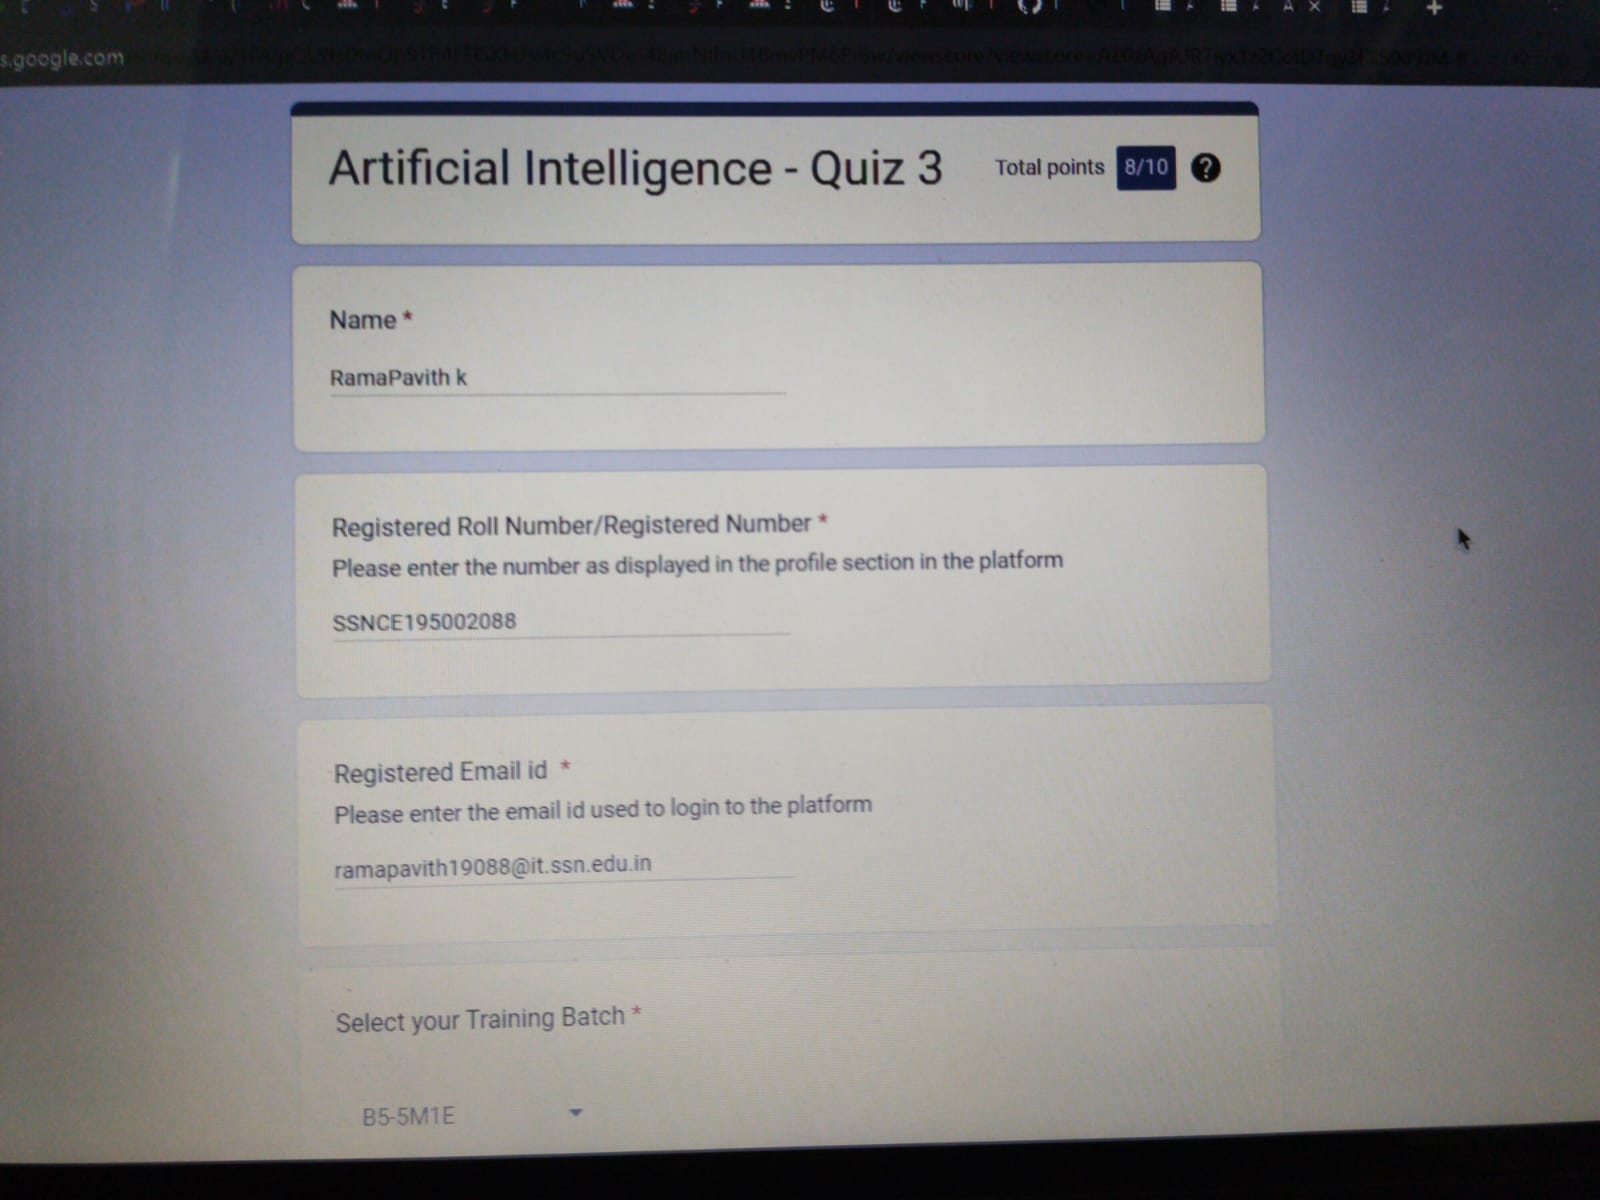 s.google.com
Artificial Intelligence - Quiz 3
Total points 8/10 ?
Name *
RamaPavith k
Registered Roll Number/Registered Number *
Please enter the number as displayed in the profile section in the platform
SSNCE195002088
Registered Email id *
Please enter the email id used to login to the platform
ramapavith19088@it.ssn.edu.in
Select your Training Batch *
B5-5M1E